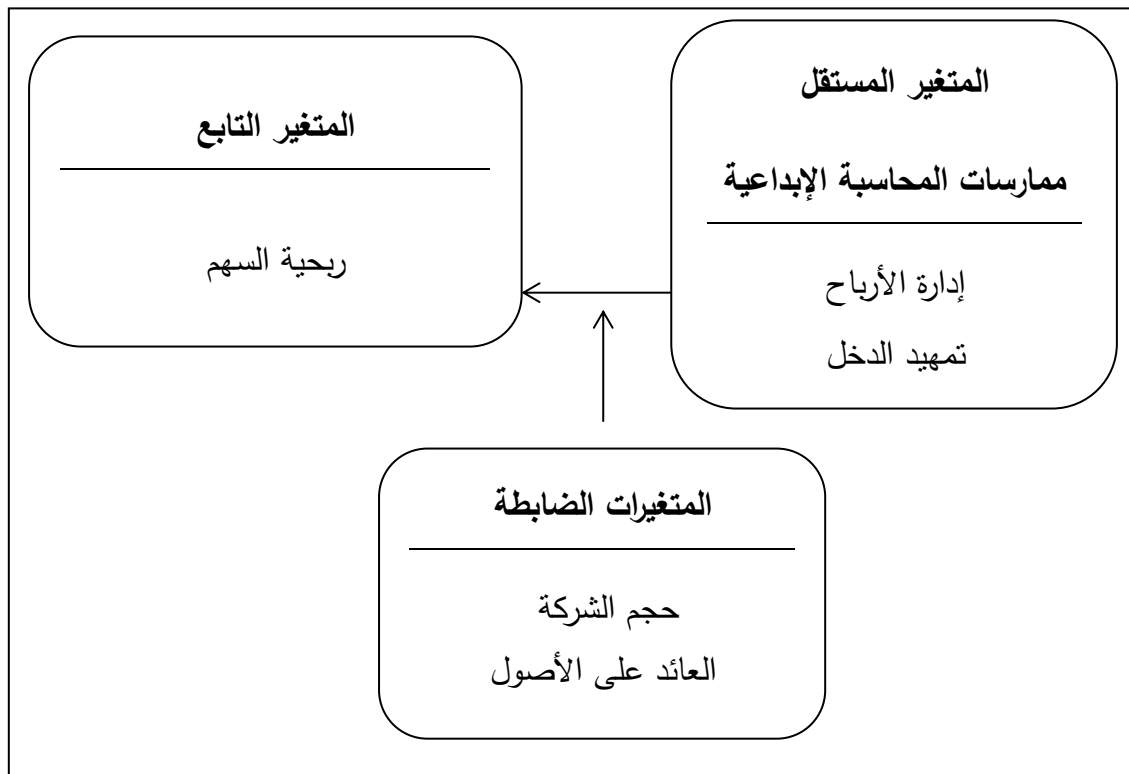 المتغير المستقل
ممارسات المحاسبة الإبداعية
إدارة الأرباح
تمهيد الدخل
المتغير التابع
ربحية السهم
المتغيرات الضابطة
حجم الشركة
العائد على الأصول